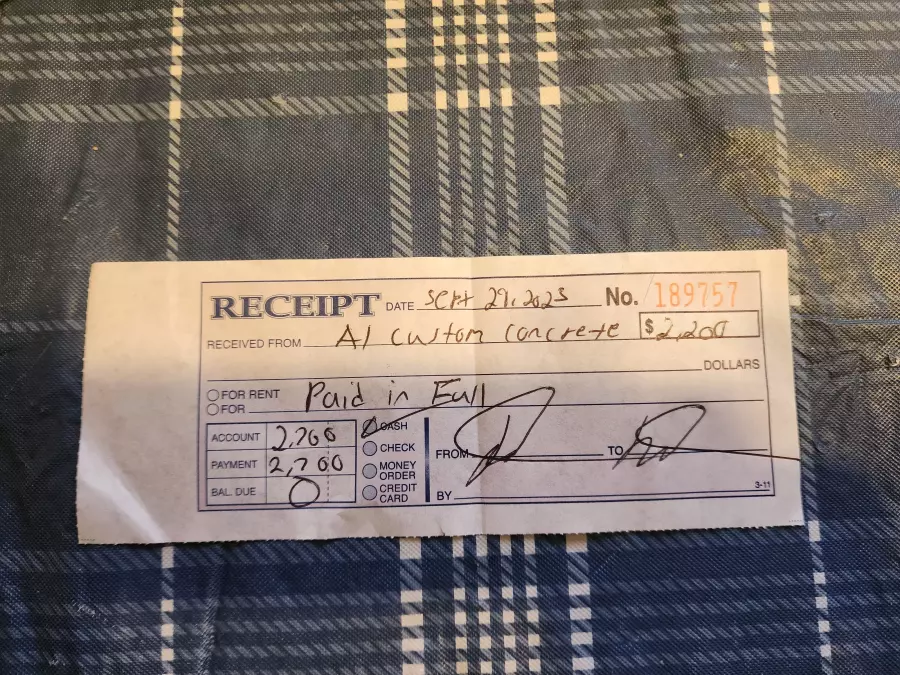 RECEIPT DATE Sept 29, 2023 No. 189757
RECEIVED FROM A1 Custom Concrete $2,200
DOLLARS
FOR RENT
FOR Paid in Full
ACCOUNT 2,200
PAYMENT 2,200
BAL. DUE 0
CASH
CHECK
MONEY ORDER
CREDIT CARD
FROM TO
BY
3-11